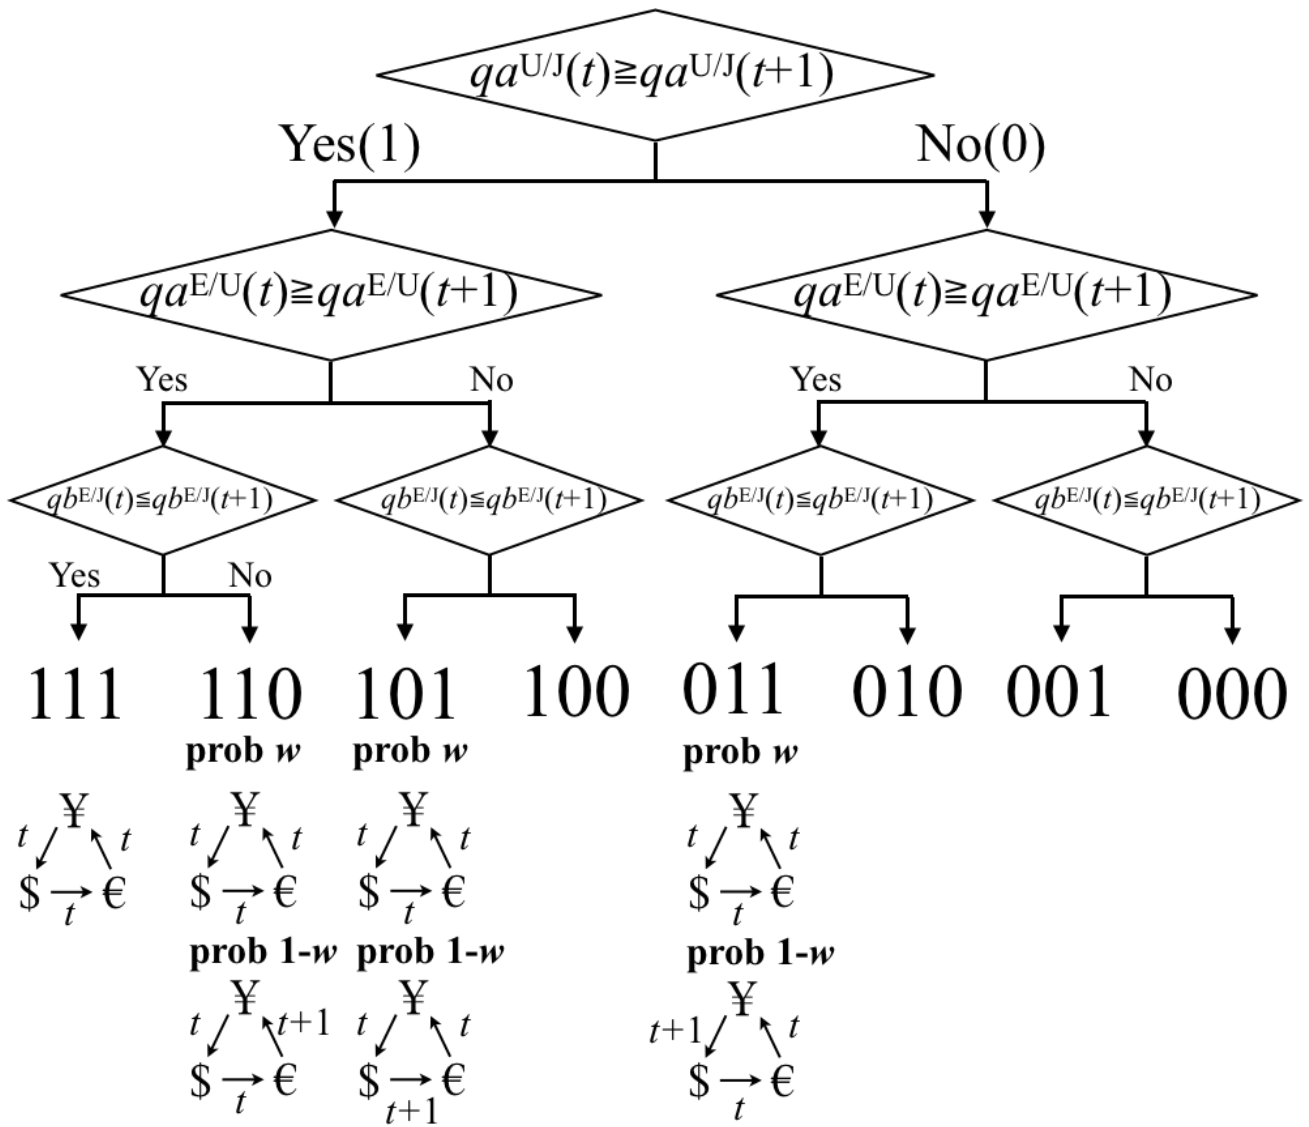 qa^{U/J}(t)≧qa^{U/J}(t+1)
Yes(1) No(0)
qa^{E/U}(t)≧qa^{E/U}(t+1) qa^{E/U}(t)≧qa^{E/U}(t+1)
Yes No Yes No
qb^{E/J}(t)≦qb^{E/J}(t+1) qb^{E/J}(t)≦qb^{E/J}(t+1) qb^{E/J}(t)≦qb^{E/J}(t+1) qb^{E/J}(t)≦qb^{E/J}(t+1)
Yes No
111 110 101 100 011 010 001 000
prob w prob w prob w
¥ ¥ ¥ ¥
t t t t t t t t
$ € $ € $ € $ €
t t t t
prob 1-w prob 1-w prob 1-w
¥ ¥ ¥
t t+1 t t t+1 t
$ € $ € $ €
t t+1 t